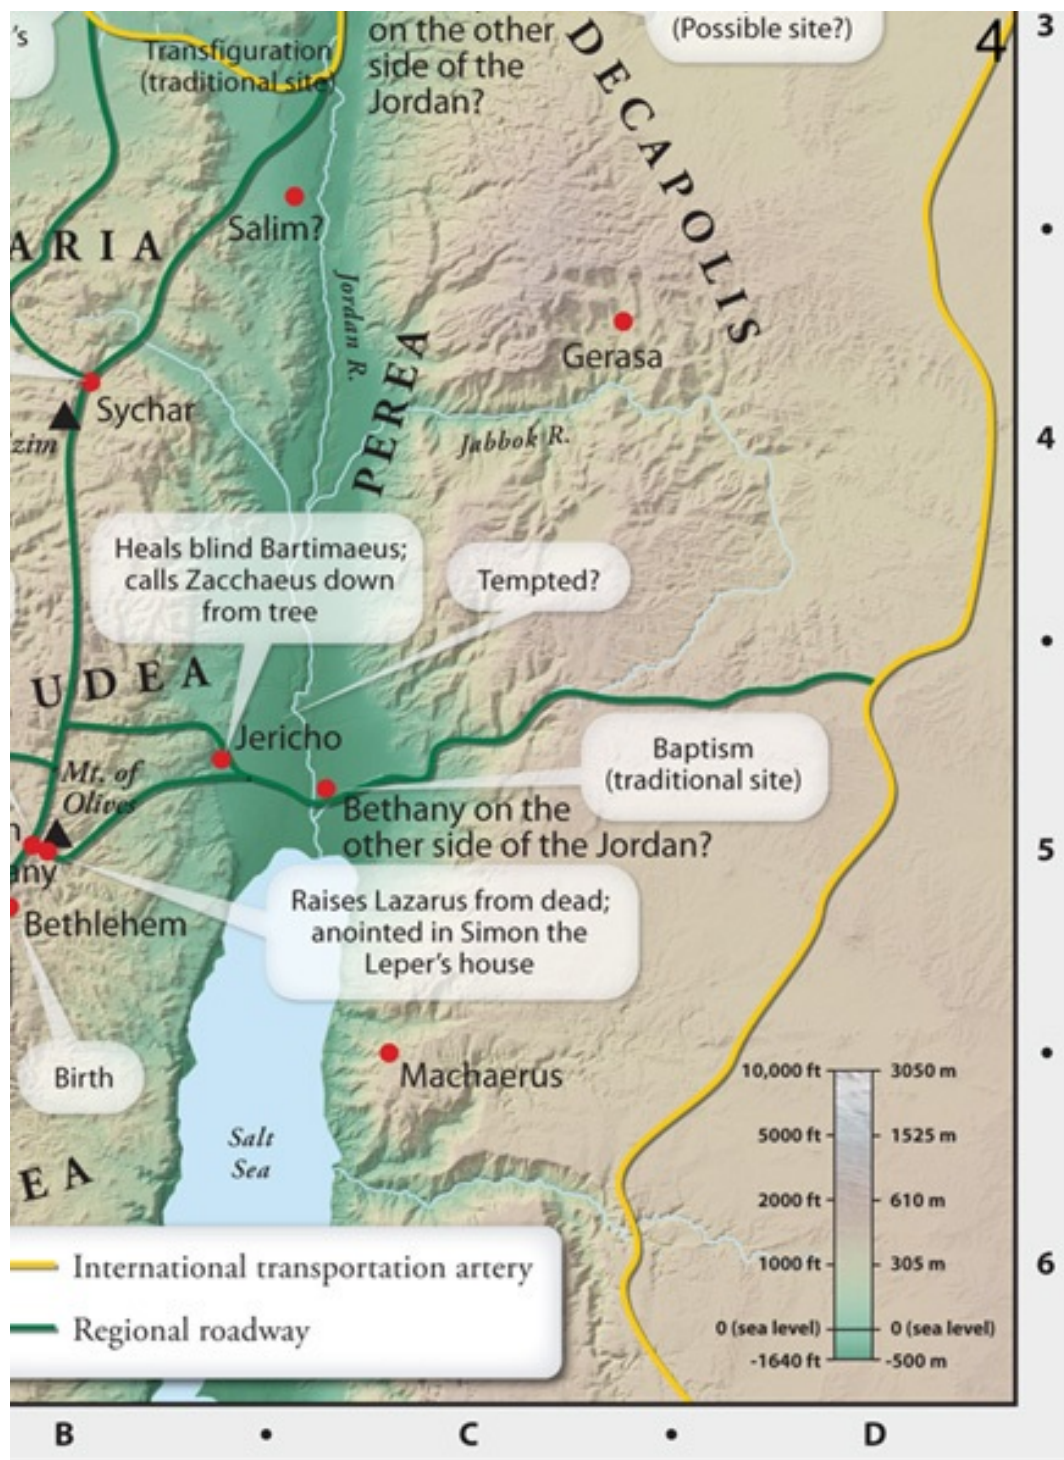 's
Transfiguration
(traditional site)
on the other
side of the
Jordan?
DECAPOLIS
(Possible site?)
4
3
Salim?
ARIA
Jordan R.
Gerasa
PEREA
Sychar
zim
Jabbok R.
4
Heals blind Bartimaeus;
calls Zacchaeus down
from tree
Tempted?
UDEA
Jericho
Mt. of
Olives
Baptism
(traditional site)
Bethany on the
other side of the Jordan?
5
any
Bethlehem
Raises Lazarus from dead;
anointed in Simon the
Leper's house
Birth
Machaerus
Salt
Sea
EA
10,000 ft 3050 m
5000 ft 1525 m
2000 ft 610 m
1000 ft 305 m
0 (sea level) 0 (sea level)
-1640 ft -500 m
6
International transportation artery
Regional roadway
B • C • D